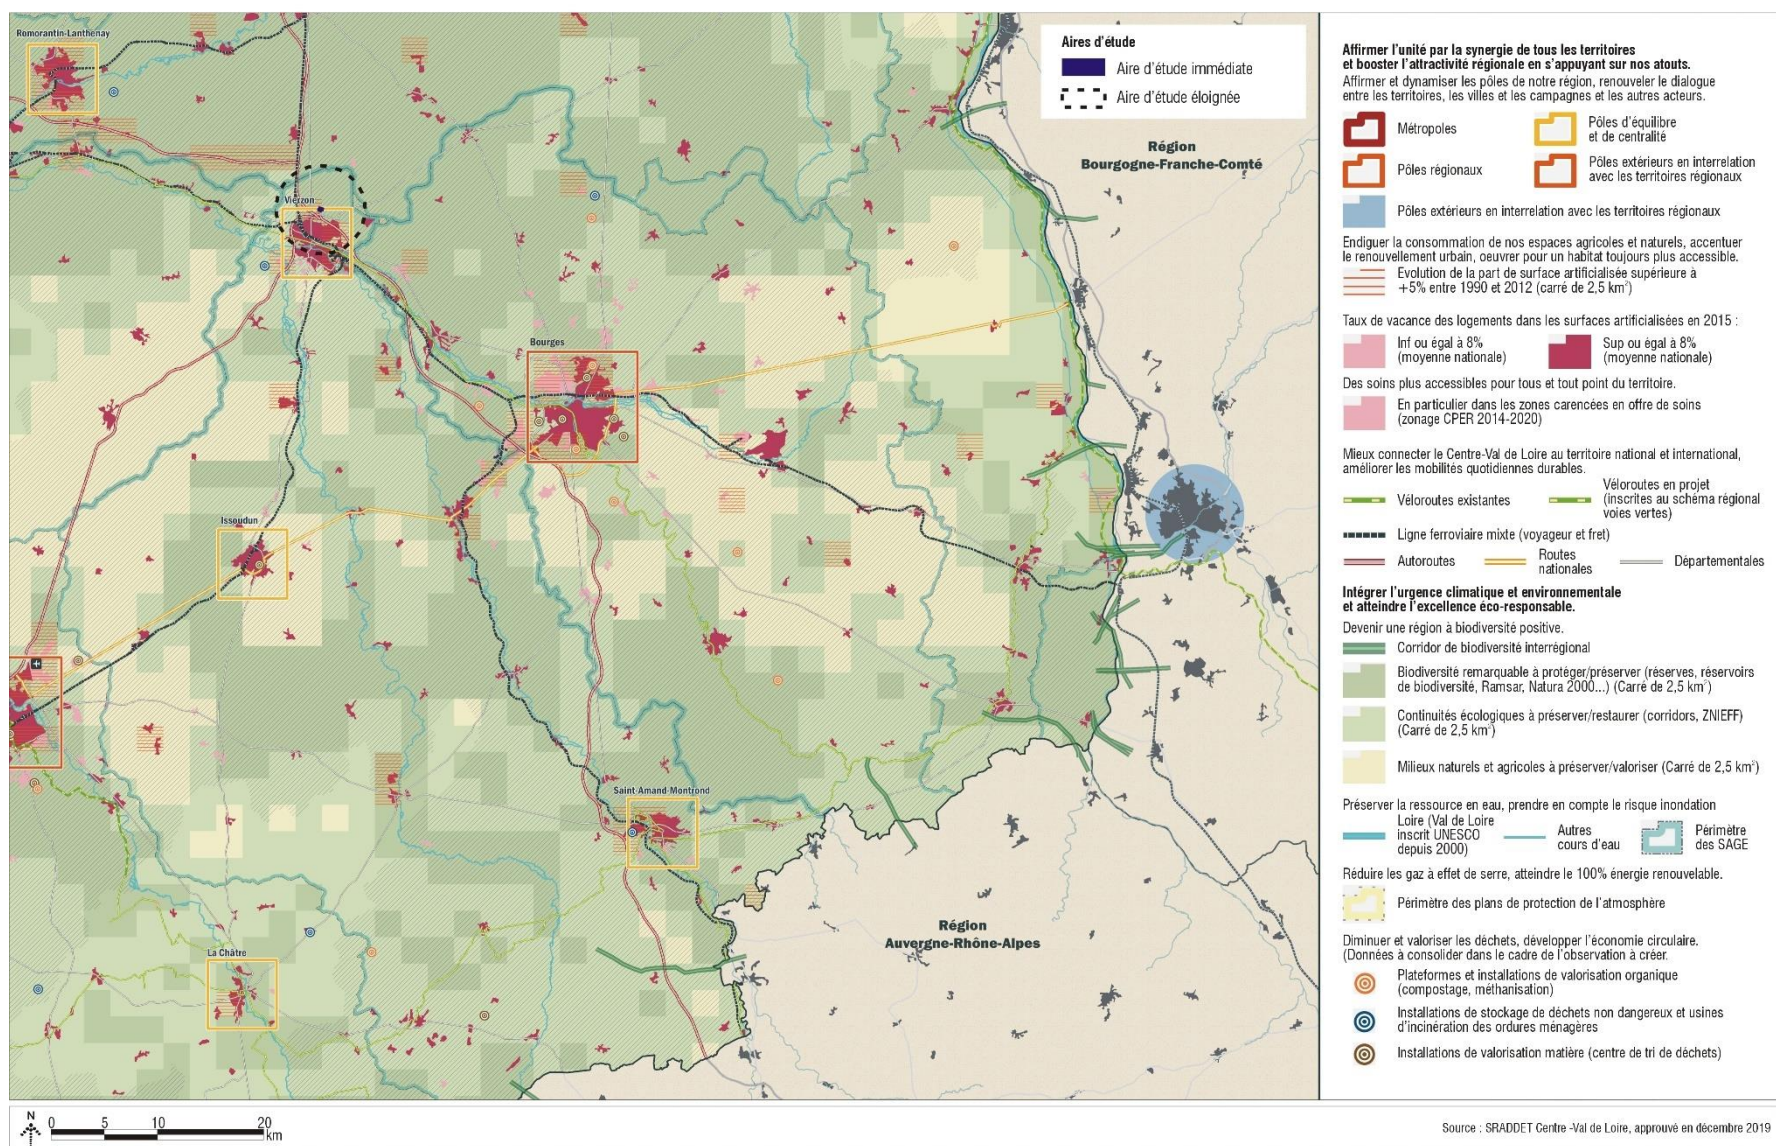 Romorantin-Lanthenay
Vierzon
Bourges
Issoudun
Saint-Amand-Montrond
La Châtre
Aires d'étude
Aire d'étude immédiate
Aire d'étude éloignée
Région
Bourgogne-Franche-Comté
Région
Auvergne-Rhône-Alpes
Affirmer l'unité par la synergie de tous les territoires
et booster l'attractivité régionale en s'appuyant sur nos atouts.
Affirmer et dynamiser les pôles de notre région, renouveler le dialogue
entre les territoires, les villes et les campagnes et les autres acteurs.
Métropoles
Pôles d'équilibre
et de centralité
Pôles régionaux
Pôles extérieurs en interrelation
avec les territoires régionaux
Pôles extérieurs en interrelation avec les territoires régionaux
Endiguer la consommation de nos espaces agricoles et naturels, accentuer
le renouvellement urbain, oeuvrer pour un habitat toujours plus accessible.
Evolution de la part de surface artificialisée supérieure à
+5% entre 1990 et 2012 (carré de 2,5 km²)
Taux de vacance des logements dans les surfaces artificialisées en 2015 :
Inf ou égal à 8%
(moyenne nationale)
Sup ou égal à 8%
(moyenne nationale)
Des soins plus accessibles pour tous et tout point du territoire.
En particulier dans les zones carencées en offre de soins
(zonage CPER 2014-2020)
Mieux connecter le Centre-Val de Loire au territoire national et international,
améliorer les mobilités quotidiennes durables.
Véloroutes existantes
Véloroutes en projet
(inscrites au schéma régional
voies vertes)
Ligne ferroviaire mixte (voyageur et fret)
Autoroutes
Routes
nationales
Départementales
Intégrer l'urgence climatique et environnementale
et atteindre l'excellence éco-responsable.
Devenir une région à biodiversité positive.
Corridor de biodiversité interrégional
Biodiversité remarquable à protéger/préserver (réserves, réservoirs
de biodiversité, Ramsar, Natura 2000...) (Carré de 2,5 km²)
Continuités écologiques à préserver/restaurer (corridors, ZNIEFF)
(Carré de 2,5 km²)
Milieux naturels et agricoles à préserver/valoriser (Carré de 2,5 km²)
Préserver la ressource en eau, prendre en compte le risque inondation
Loire (Val de Loire
inscrit UNESCO
depuis 2000)
Autres
cours d'eau
Périmètre
des SAGE
Réduire les gaz à effet de serre, atteindre le 100% énergie renouvelable.
Périmètre des plans de protection de l'atmosphère
Diminuer et valoriser les déchets, développer l'économie circulaire.
(Données à consolider dans le cadre de l'observation à créer.
Plateformes et installations de valorisation organique
(compostage, méthanisation)
Installations de stockage de déchets non dangereux et usines
d'incinération des ordures ménagères
Installations de valorisation matière (centre de tri de déchets)
N
0 5 10 20
km
Source : SRADDET Centre -Val de Loire, approuvé en décembre 2019